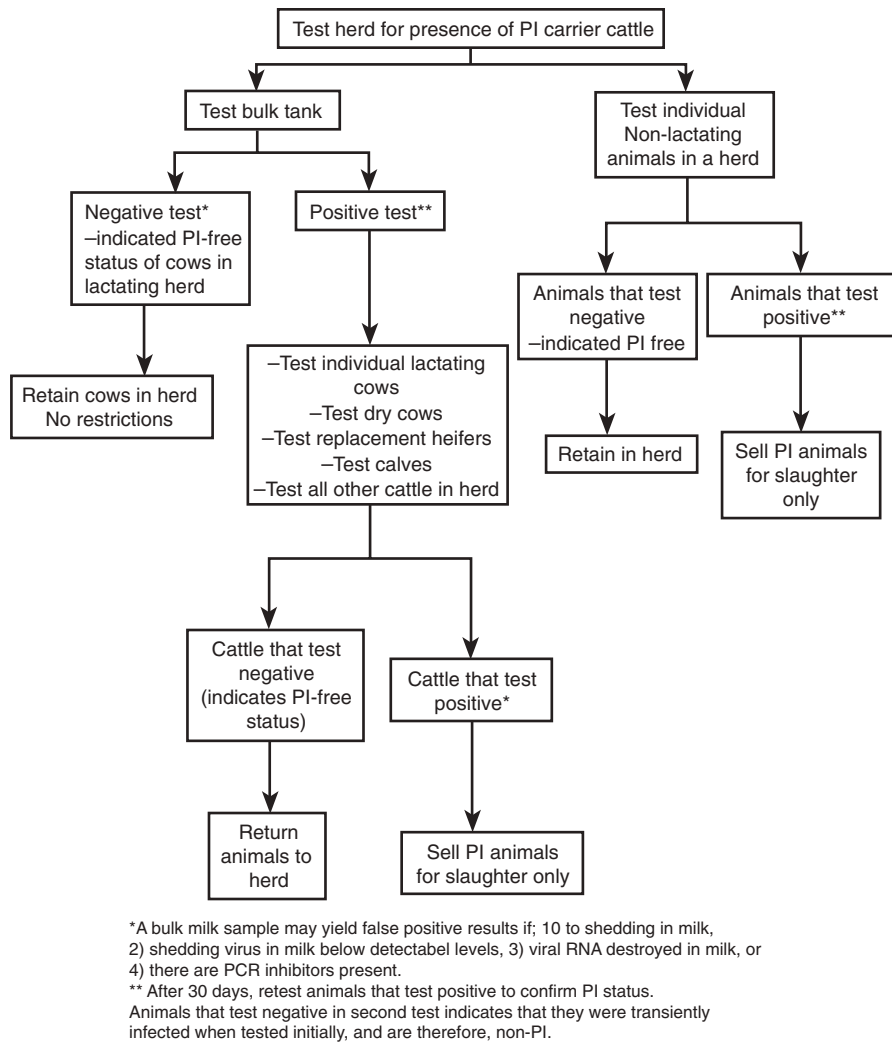 Test herd for presence of PI carrier cattle
Test bulk tank
Test individual
Non-lactating
animals in a herd
Negative test*
–indicated PI-free
status of cows in
lactating herd
Positive test**
Animals that test
negative
–indicated PI free
Animals that test
positive**
Retain cows in herd
No restrictions
–Test individual lactating
cows
–Test dry cows
–Test replacement heifers
–Test calves
–Test all other cattle in herd
Retain in herd
Sell PI animals
for slaughter
only
Cattle that test
negative
(indicates PI-free
status)
Cattle that test
positive*
Return
animals to
herd
Sell PI animals
for slaughter only
*A bulk milk sample may yield false positive results if; 10 to shedding in milk,
2) shedding virus in milk below detectabel levels, 3) viral RNA destroyed in milk, or
4) there are PCR inhibitors present.
** After 30 days, retest animals that test positive to confirm PI status.
Animals that test negative in second test indicates that they were transiently
infected when tested initially, and are therefore, non-PI.